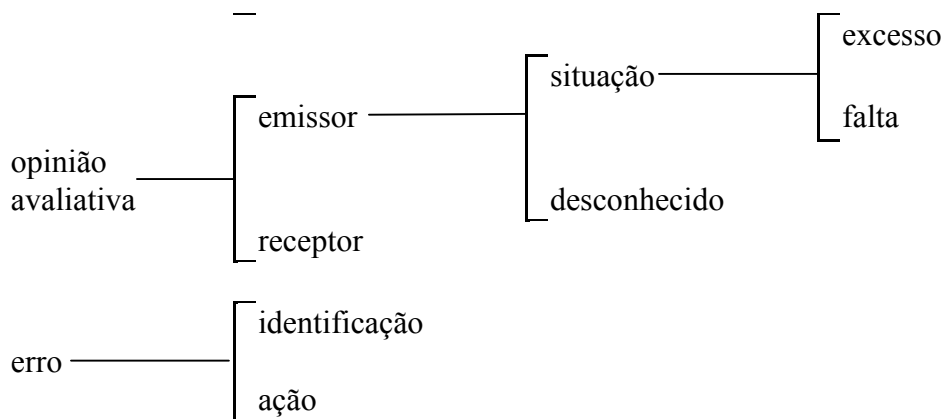 excesso
situação
emissor
falta
opinião
avaliativa
desconhecido
receptor
identificação
erro
ação